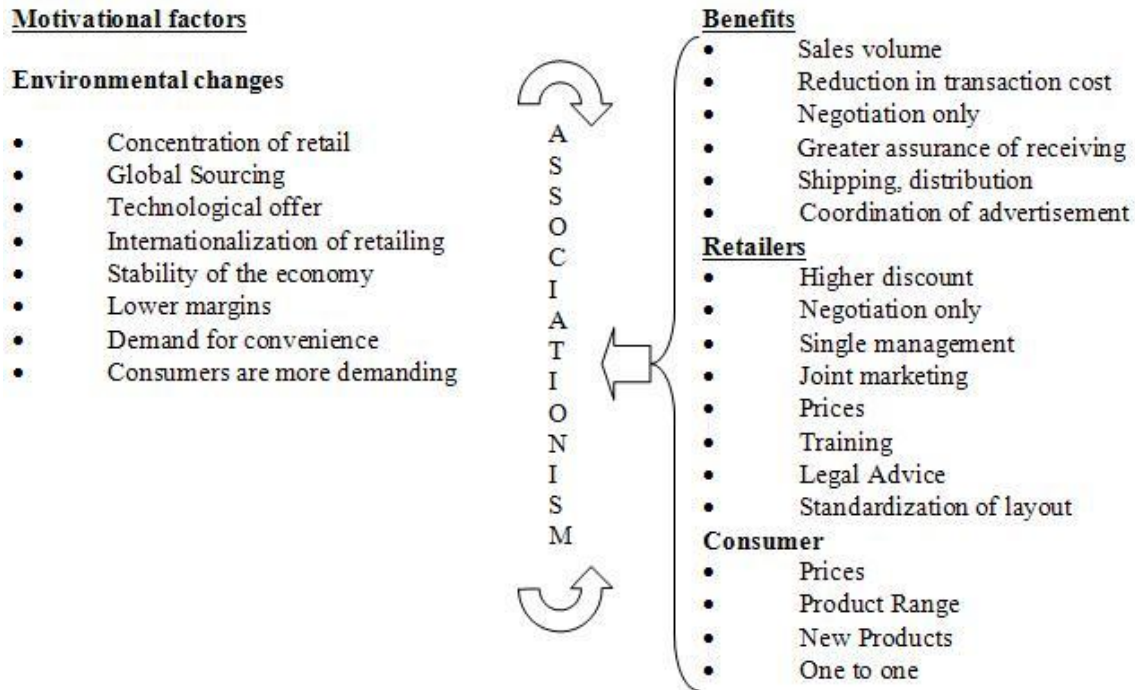 Motivational factors
Environmental changes
• Concentration of retail
• Global Sourcing
• Technological offer
• Internationalization of retailing
• Stability of the economy
• Lower margins
• Demand for convenience
• Consumers are more demanding
A
S
S
O
C
I
A
T
I
O
N
I
S
M
Benefits
• Sales volume
• Reduction in transaction cost
• Negotiation only
• Greater assurance of receiving
• Shipping, distribution
• Coordination of advertisement
Retailers
• Higher discount
• Negotiation only
• Single management
• Joint marketing
• Prices
• Training
• Legal Advice
• Standardization of layout
Consumer
• Prices
• Product Range
• New Products
• One to one